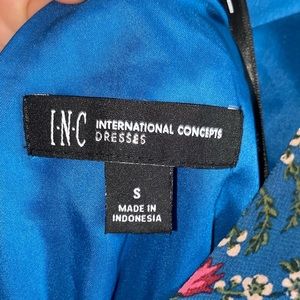 I·N·C INTERNATIONAL CONCEPTS
DRESSES
S
MADE IN
INDONESIA